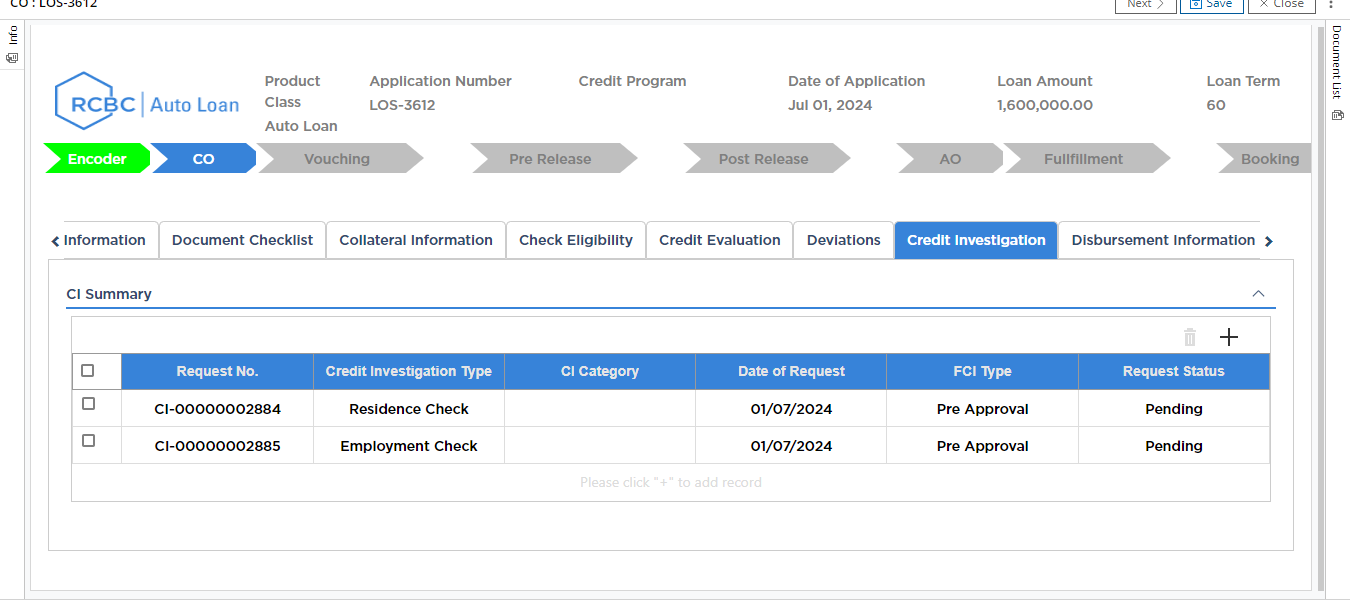 CO : LOS-3612
Next
Save
Close
Info
Document List
RCBC Auto Loan
Product Class
Auto Loan
Application Number
LOS-3612
Credit Program
Date of Application
Jul 01, 2024
Loan Amount
1,600,000.00
Loan Term
60
Encoder CO Vouching Pre Release Post Release AO Fullfillment Booking
Information Document Checklist Collateral Information Check Eligibility Credit Evaluation Deviations Credit Investigation Disbursement Information
CI Summary
Request No. Credit Investigation Type CI Category Date of Request FCI Type Request Status
CI-00000002884 Residence Check 01/07/2024 Pre Approval Pending
CI-00000002885 Employment Check 01/07/2024 Pre Approval Pending
Please click "+" to add record